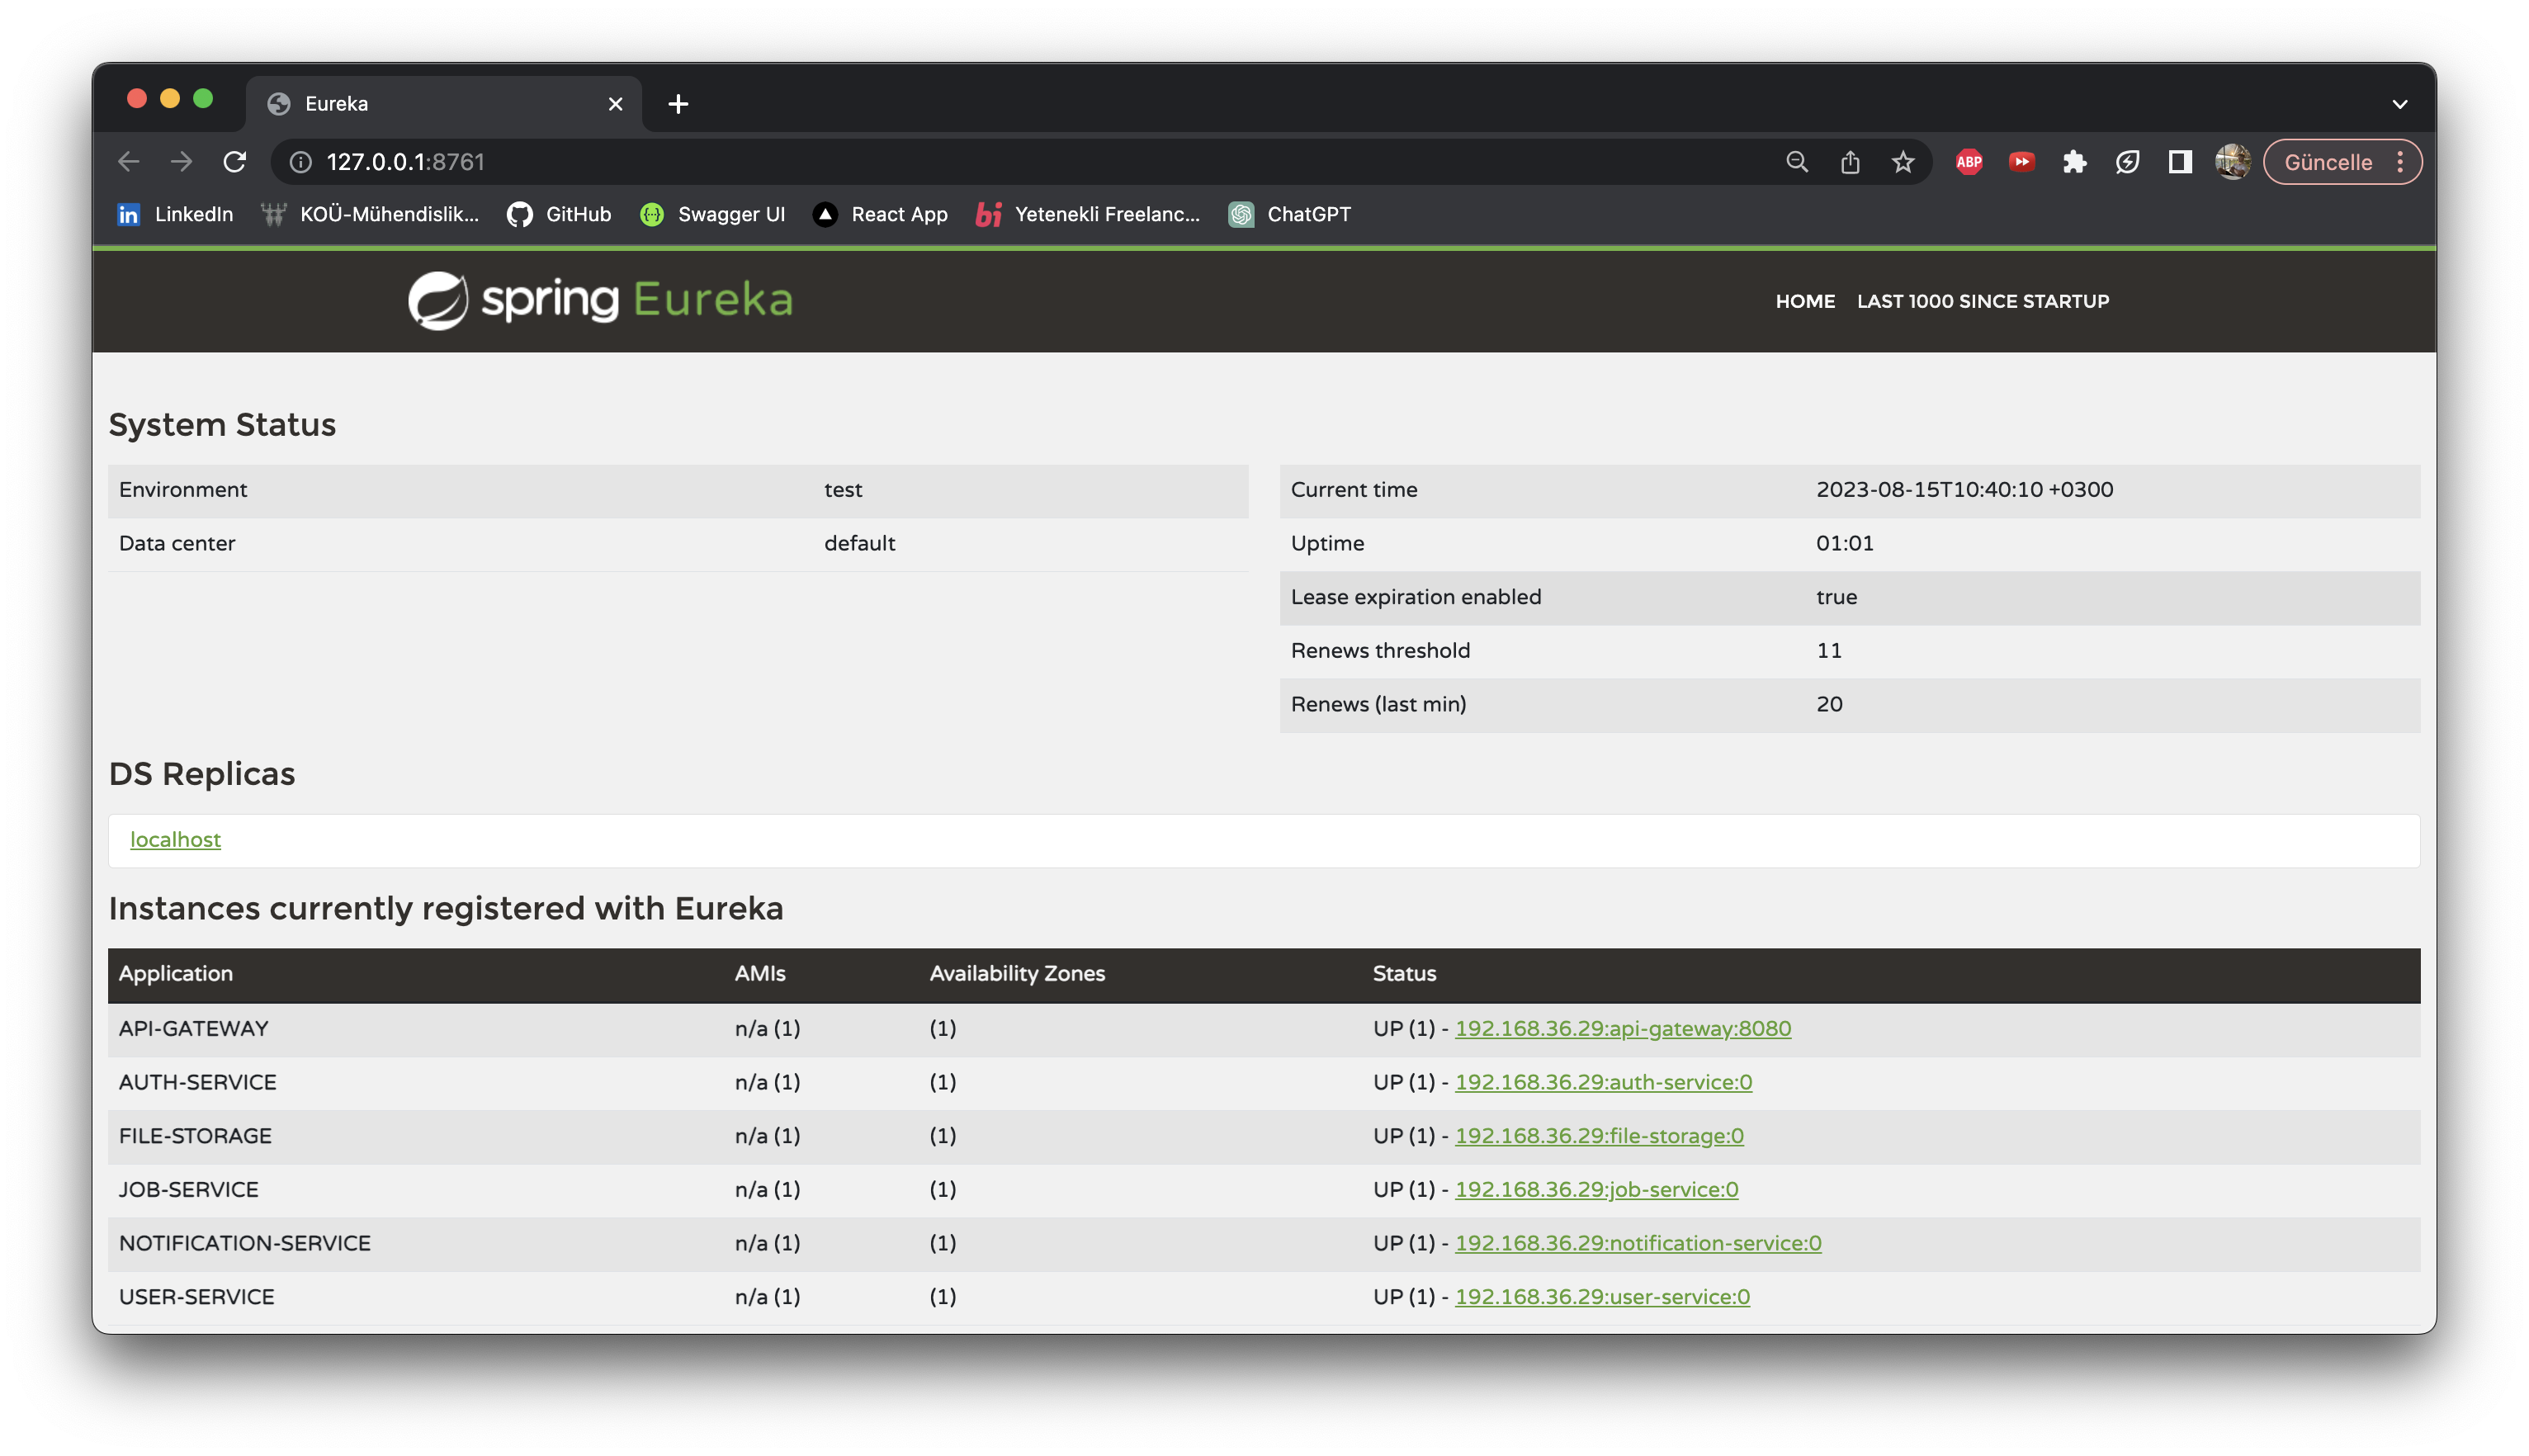 Eureka
127.0.0.1:8761
ABP
Güncelle
LinkedIn KOÜ-Mühendislik... GitHub Swagger UI React App bi Yetenekli Freelanc... ChatGPT
spring Eureka
HOME LAST 1000 SINCE STARTUP
System Status
Environment test
Data center default
Current time 2023-08-15T10:40:10 +0300
Uptime 01:01
Lease expiration enabled true
Renews threshold 11
Renews (last min) 20
DS Replicas
localhost
Instances currently registered with Eureka
Application AMIs Availability Zones Status
API-GATEWAY n/a (1) (1) UP (1) - 192.168.36.29:api-gateway:8080
AUTH-SERVICE n/a (1) (1) UP (1) - 192.168.36.29:auth-service:0
FILE-STORAGE n/a (1) (1) UP (1) - 192.168.36.29:file-storage:0
JOB-SERVICE n/a (1) (1) UP (1) - 192.168.36.29:job-service:0
NOTIFICATION-SERVICE n/a (1) (1) UP (1) - 192.168.36.29:notification-service:0
USER-SERVICE n/a (1) (1) UP (1) - 192.168.36.29:user-service:0